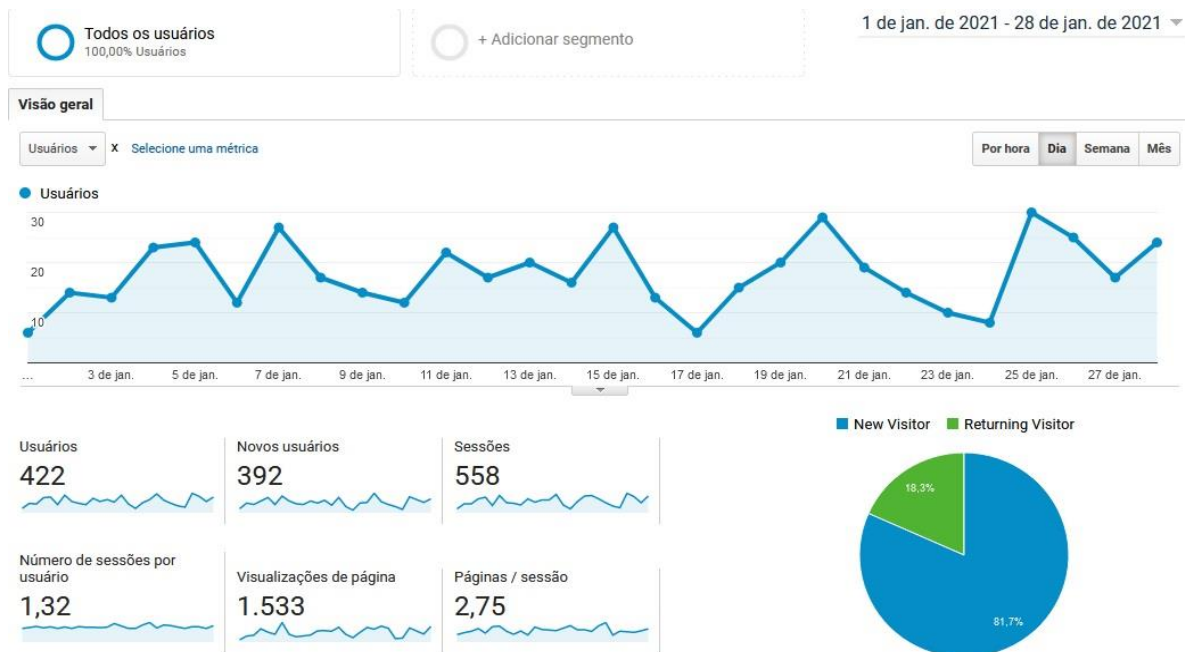 Todos os usuários
100,00% Usuários
+ Adicionar segmento
1 de jan. de 2021 - 28 de jan. de 2021
Visão geral
Usuários x Selecione uma métrica
Por hora Dia Semana Mês
Usuários
30
20
10
... 3 de jan. 5 de jan. 7 de jan. 9 de jan. 11 de jan. 13 de jan. 15 de jan. 17 de jan. 19 de jan. 21 de jan. 23 de jan. 25 de jan. 27 de jan.
New Visitor Returning Visitor
Usuários
422
Novos usuários
392
Sessões
558
Número de sessões por
usuário
1,32
Visualizações de página
1.533
Páginas / sessão
2,75
18,3%
81,7%